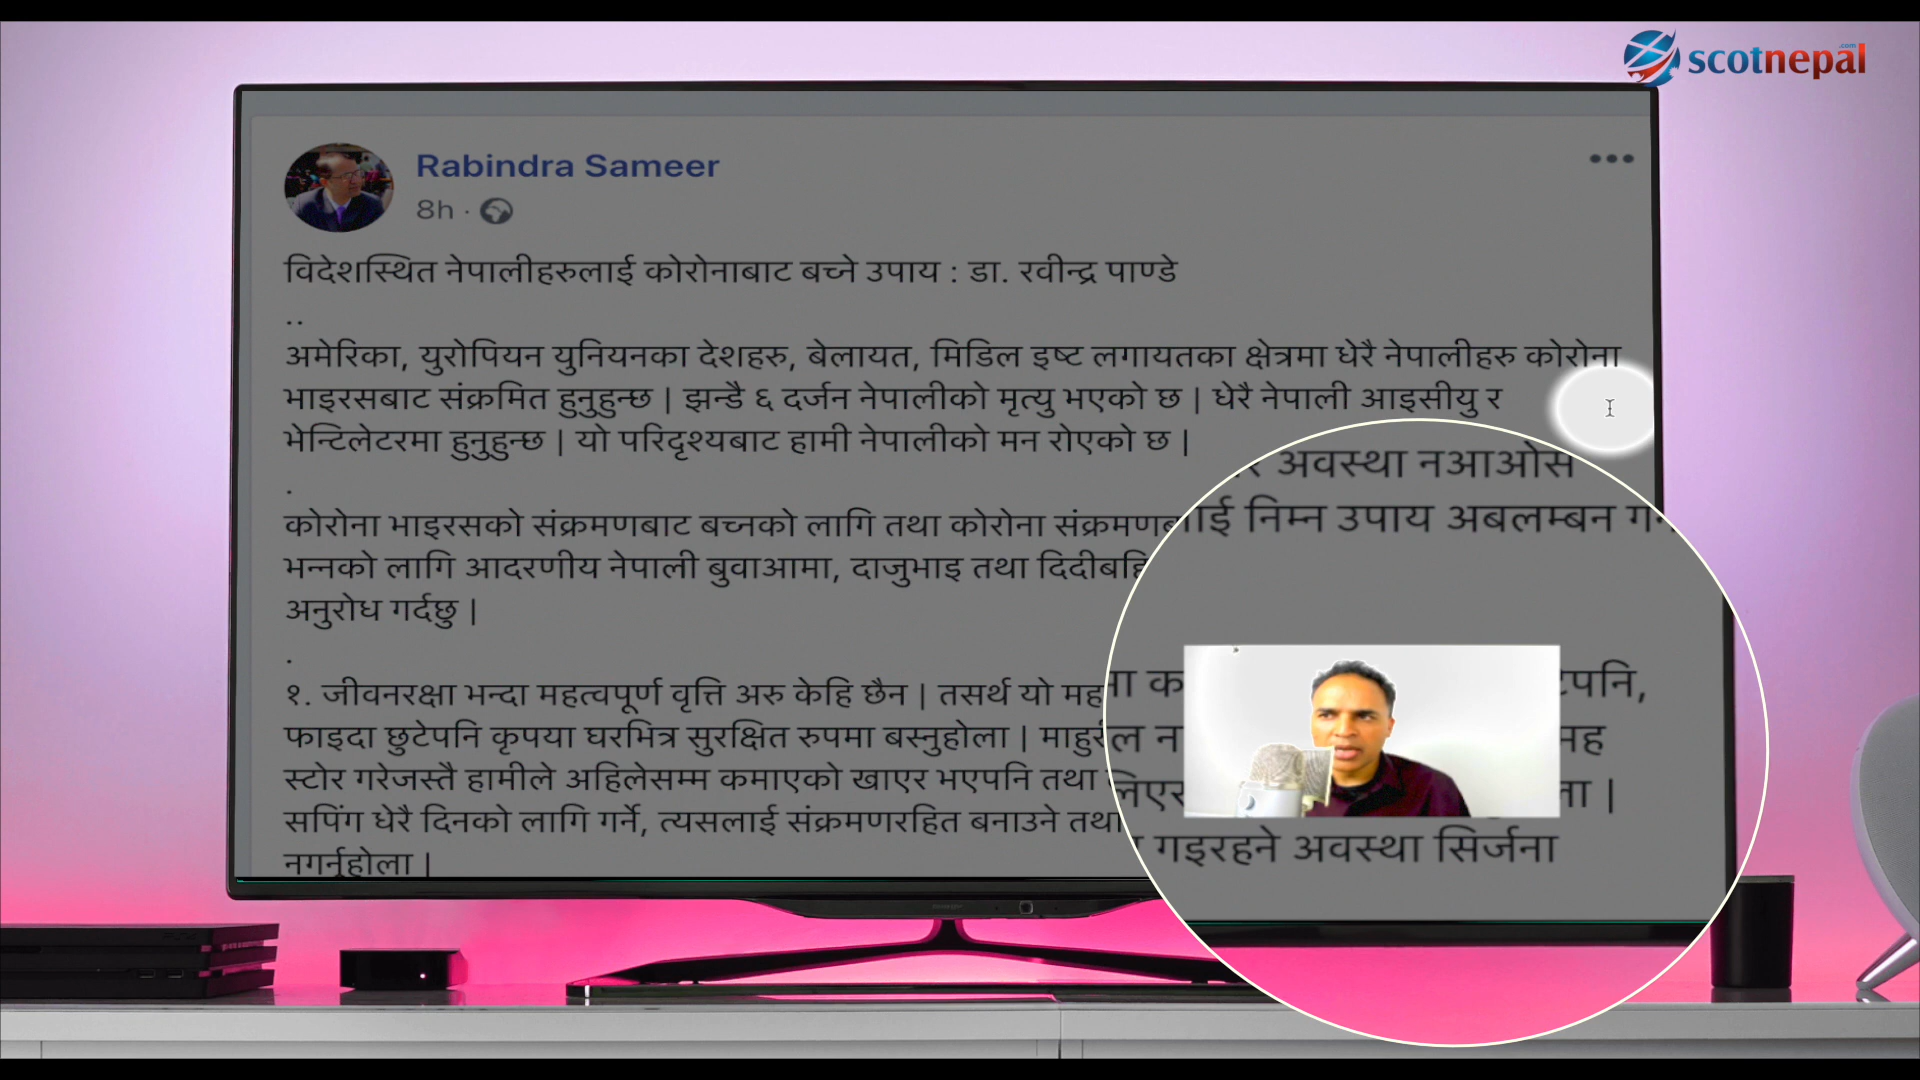 scotnepal
.com
Rabindra Sameer
8h ·
विदेशस्थित नेपालीहरुलाई कोरोनाबाट बच्ने उपाय : डा. रवीन्द्र पाण्डे
..
अमेरिका, युरोपियन युनियनका देशहरु, बेलायत, मिडिल इष्ट लगायतका क्षेत्रमा धेरै नेपालीहरु कोरोना
भाइरसबाट संक्रमित हुनुहुन्छ | झन्डै ६ दर्जन नेपालीको मृत्यु भएको छ | धेरै नेपाली आइसीयु र
भेन्टिलेटरमा हुनुहुन्छ | यो परिदृश्यबाट हामी नेपालीको मन रोएको छ |
.
कोरोना भाइरसको संक्रमणबाट बच्नको लागि तथा कोरोना
भन्नको लागि आदरणीय नेपाली बुवाआमा, दाजुभाइ तथा
अनुरोध गर्दछु |
.
१. जीवनरक्षा भन्दा महत्वपूर्ण वृत्ति अरु केहि छैन | तसर्थ यो
फाइदा छुटेपनि कृपया घरभित्र सुरक्षित रुपमा बस्नुहोला |
स्टोर गरेजस्तै हामीले अहिलेसम्म कमाएको खाएर भएपनि तथा
सपिंग धेरै दिनको लागि गर्ने, त्यसलाई संक्रमणरहित बनाउने तथा
नगर्नुहोला |
अवस्था नआओस
निम्न उपाय अबलम्बन
गइरहने अवस्था सिर्जना